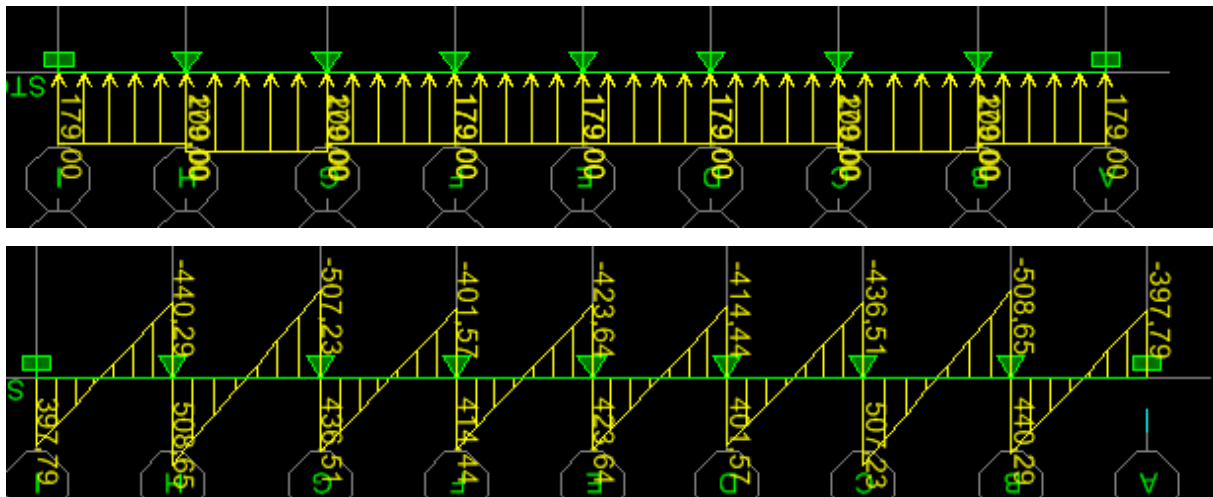 STO
179.00 209.00 209.00 179.00 179.00 179.00 209.00 209.00 179.00
I H G F E D C B A
-440.29 -507.23 -401.57 -423.64 -414.44 -436.51 -508.65 -397.79
S
397.79 508.65 436.51 414.44 423.64 401.57 507.23 440.29
I H G F E D C B A